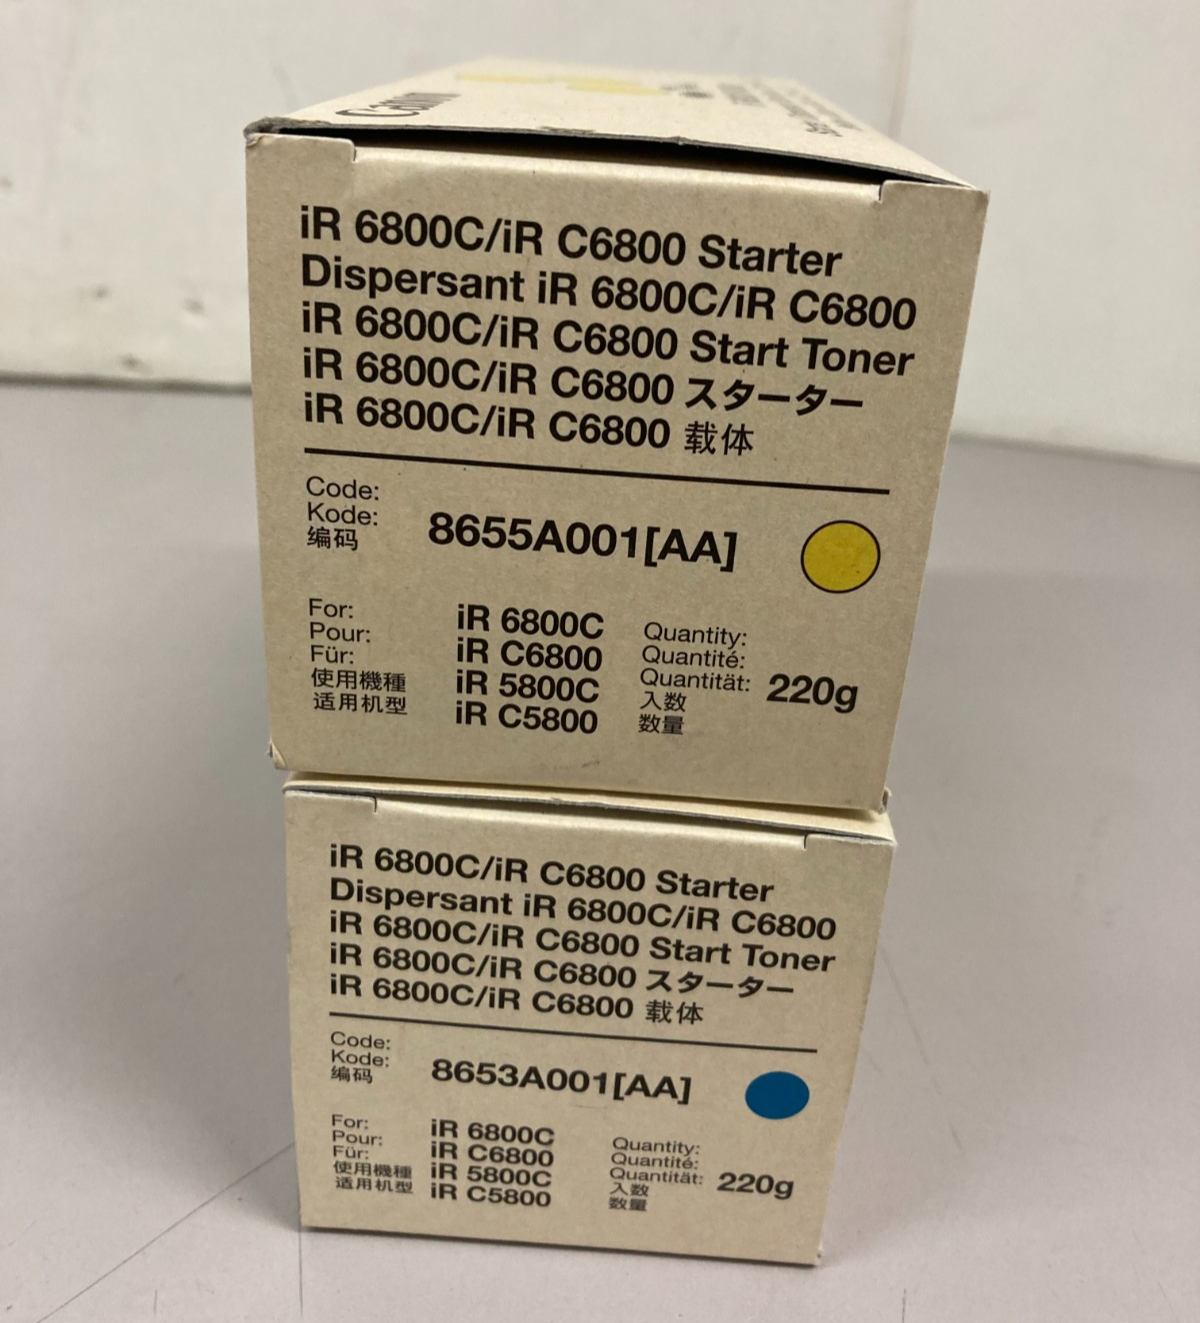 Canon
iR 6800C/iR C6800 Starter
Dispersant iR 6800C/iR C6800
iR 6800C/iR C6800 Start Toner
iR 6800C/iR C6800 スターター
iR 6800C/iR C6800 载体
Code:
Kode:
编码
8655A001[AA]
For:
Pour:
Für:
使用機種
适用机型
iR 6800C
iR C6800
iR 5800C
iR C5800
Quantity:
Quantité:
Quantität:
入数
数量
220g
iR 6800C/iR C6800 Starter
Dispersant iR 6800C/iR C6800
iR 6800C/iR C6800 Start Toner
iR 6800C/iR C6800 スターター
iR 6800C/iR C6800 载体
Code:
Kode:
编码
8653A001[AA]
For:
Pour:
Für:
使用機種
适用机型
iR 6800C
iR C6800
iR 5800C
iR C5800
Quantity:
Quantité:
Quantität:
入数
数量
220g